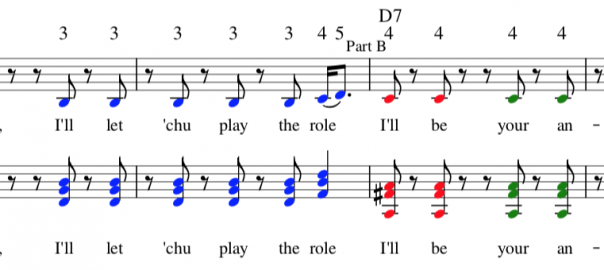 D7
3 3 3 3 3 4 5 4 4 4 4
Part B
, I'll let 'chu play the role I'll be your an -
, I'll let 'chu play the role I'll be your an -